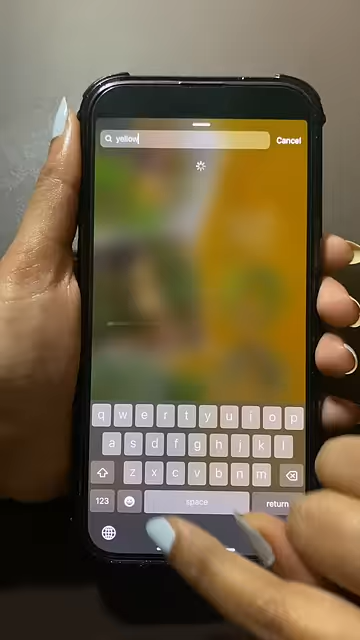 yellow Cancel
q w e r t y u i o p
a s d f g h j k l
z x c v b n m
123 space return